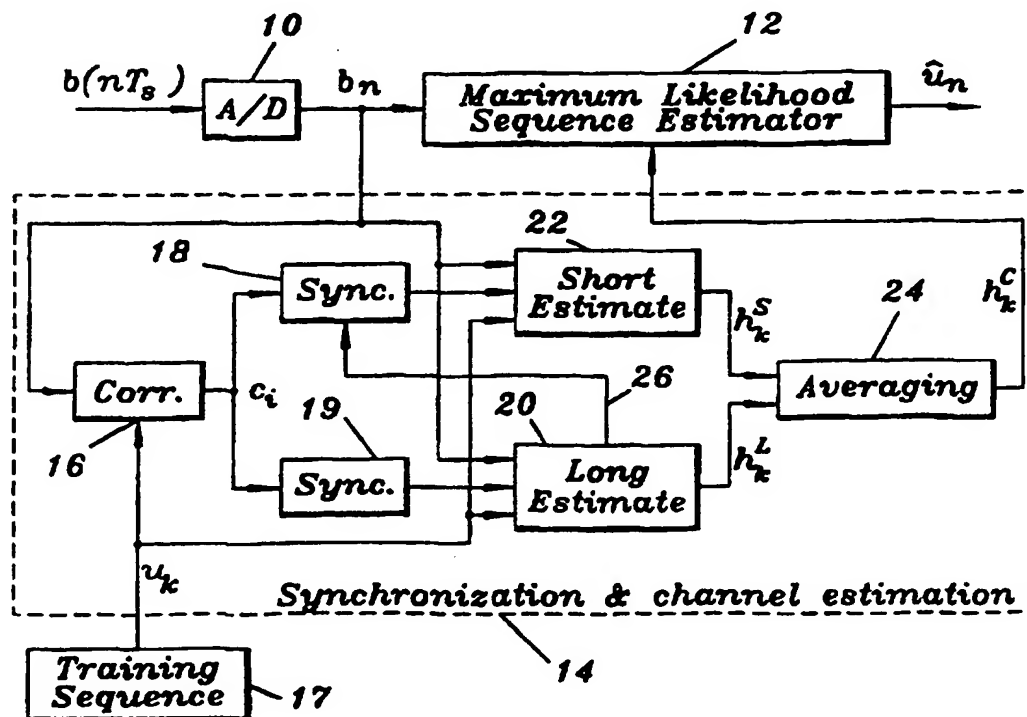 10
12
b(nT_s)
A/D
b_n
Maximum Likelihood
Sequence Estimator
û_n
18
22
Sync.
Short
Estimate
h_k^S
24
h_k^C
Corr.
c_i
26
Averaging
16
19
20
Sync.
Long
Estimate
h_k^L
u_k
Synchronization & channel estimation
Training
Sequence
17
14